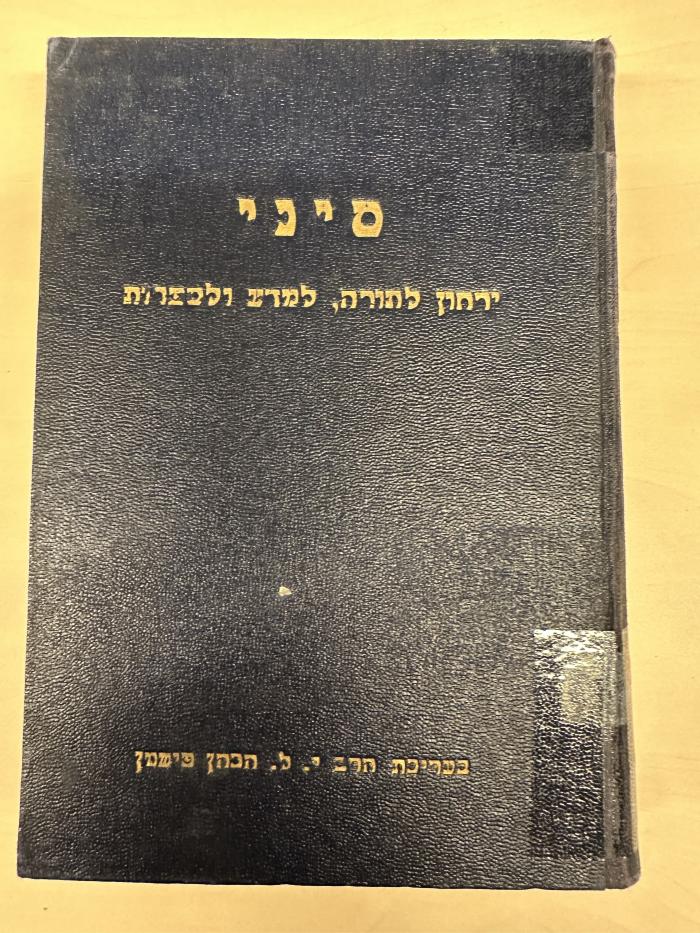 סיני
ירחון לתורה, למדע ולספרות
בעריכת הרב י. ל. הכהן פישמן